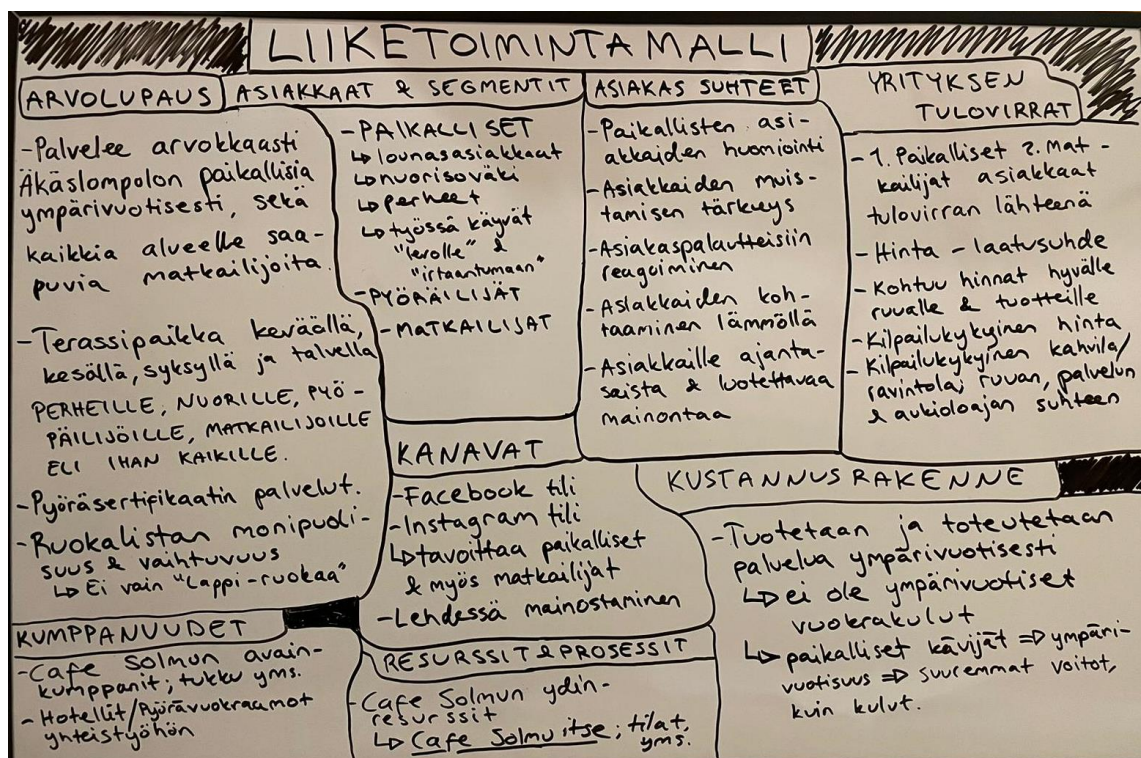 LIIKETOIMINTAMALLI
ARVOLUPAUS
-Palvelee arvokkaasti
Äkäslompolon paikallisia
ympärivuotisesti, sekä
kaikkia alueelle saa-
puvia matkailijoita.
-Terassipaikka keväällä,
kesällä, syksyllä ja talvella
PERHEILLE, NUORILLE, PYÖ-
PÄILIJÖILLE, MATKAILIJOILLE
ELI IHAN KAIKILLE.
-Pyöräsertifikaatin palvelut.
-Ruokalistan monipuoli-
suus & vaihtuvuus
↳ Ei vain "Lappi-ruokaa"
ASIAKKAAT & SEGMENTIT
-PAIKALLISET
↳ lounasasiakkaat
↳ nuorisoväki
↳ perheet
↳ työssä käyvät
"levolle" &
"irtaantumaan"
-PYÖRÄILIJÄT
-MATKAILIJAT
ASIAKAS SUHTEET
-Paikallisten asi-
akkaiden huomiointi
-Asiakkaiden muis-
tamisen tärkeys
-Asiakaspalautteisiin
reagoiminen
-Asiakkaiden koh-
taaminen lämmöllä
-Asiakkaille ajanta-
saista & luotettavaa
mainontaa
YRITYKSEN
TULOVIRRAT
- 1. Paikalliset 2. Mat-
kailijat asiakkaat
tulovirran lähteenä
- Hinta - laatusuhde
- Kohtuu hinnat hyvälle
ruualle & tuotteille
- Kilpailukykyinen hinta
- Kilpailukykyinen kahvila/
ravintola; ruuan, palvelun
& aukioloajan suhteen
KANAVAT
-Facebook tili
-Instagram tili
↳ tavoittaa paikalliset
& myös matkailijat
-Lehdessä mainostaminen
KUSTANNUS RAKENNE
-Tuotetaan ja toteutetaan
palvelua ympärivuotisesti
↳ ei ole ympärivuotiset
vuokrakulut
↳ paikalliset kävijät ⇒ ympäri-
vuotisuus ⇒ suuremmat voitot,
kuin kulut.
KUMPPANUUDET
-Cafe Solmun avain-
kumppanit; tukku yms.
- Hotellit/Pyörävuokraamot
yhteistyöhön
RESURSSIT & PROSESSIT
-Cafe Solmun ydin-
resurssit
↳ Cafe Solmu itse; tilat,
yms.